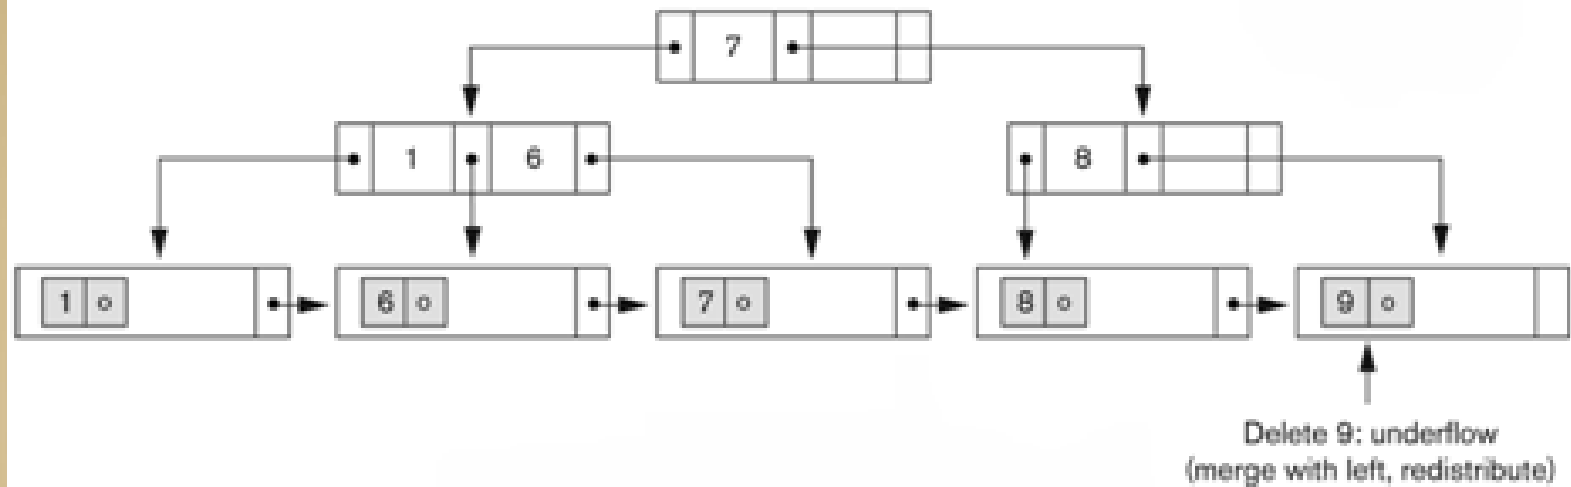 7
1 6
8
1 o
6 o
7 o
8 o
9 o
Delete 9: underflow
(merge with left, redistribute)